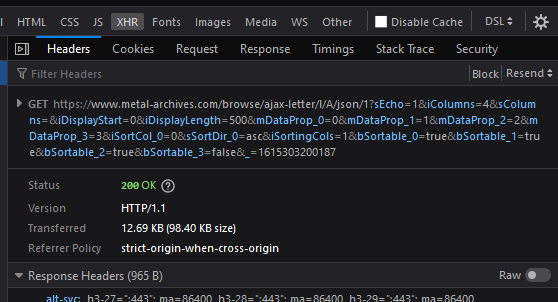 HTML CSS JS XHR Fonts Images Media WS Other Disable Cache DSL
Headers Cookies Request Response Timings Stack Trace Security
Filter Headers Block Resend
GET https://www.metal-archives.com/browse/ajax-letter/l/A/json/1?sEcho=1&iColumns=4&sColum
ns=&iDisplayStart=0&iDisplayLength=500&mDataProp_0=0&mDataProp_1=1&mDataProp_2=2&m
DataProp_3=3&iSortCol_0=0&sSortDir_0=asc&iSortingCols=1&bSortable_0=true&bSortable_1=tr
ue&bSortable_2=true&bSortable_3=false&_=1615303200187
Status 200 OK ?
Version HTTP/1.1
Transferred 12.69 KB (98.40 KB size)
Referrer Policy strict-origin-when-cross-origin
Response Headers (965 B) Raw
alt-svc: h3-27=":443"; ma=86400, h3-28=":443"; ma=86400, h3-29=":443"; ma=86400